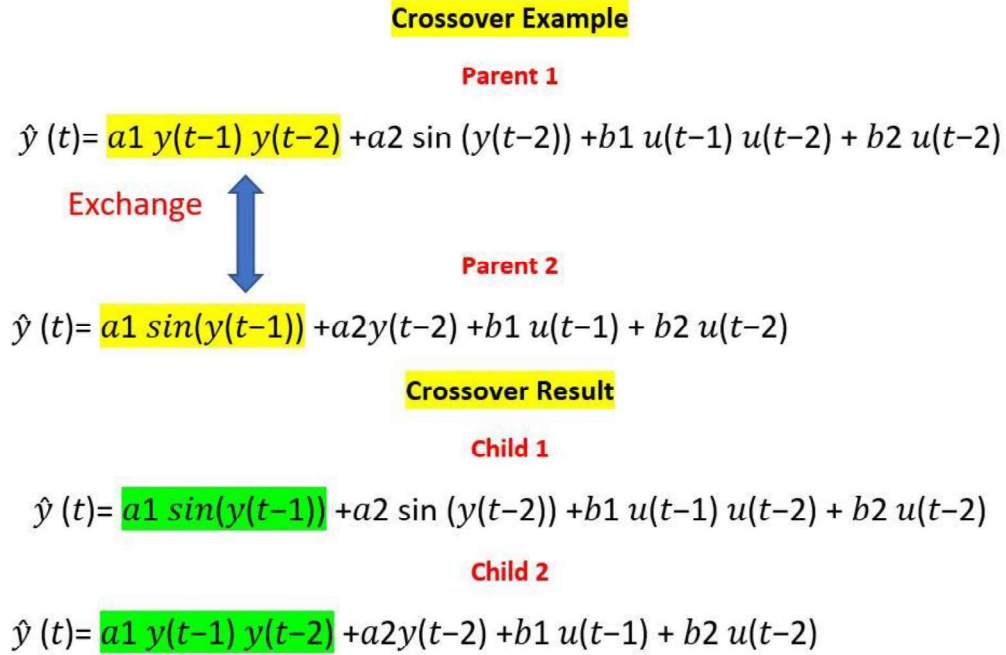 Crossover Example
Parent 1
ŷ (t)= a1 y(t−1) y(t−2) +a2 sin (y(t−2)) +b1 u(t−1) u(t−2) + b2 u(t−2)
Exchange
Parent 2
ŷ (t)= a1 sin(y(t−1)) +a2y(t−2) +b1 u(t−1) + b2 u(t−2)
Crossover Result
Child 1
ŷ (t)= a1 sin(y(t−1)) +a2 sin (y(t−2)) +b1 u(t−1) u(t−2) + b2 u(t−2)
Child 2
ŷ (t)= a1 y(t−1) y(t−2) +a2y(t−2) +b1 u(t−1) + b2 u(t−2)